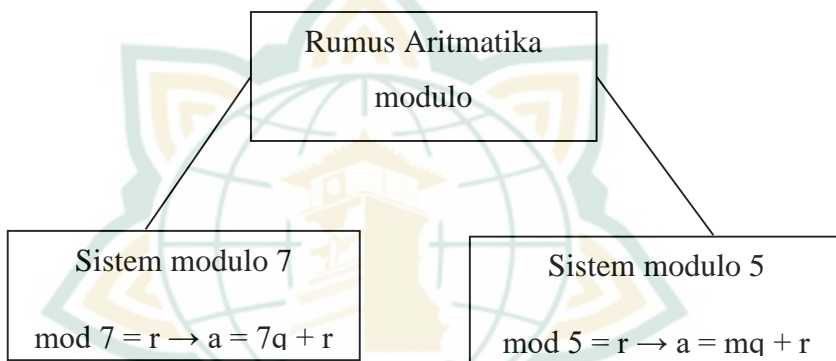 Rumus Aritmatika
modulo
Sistem modulo 7
mod 7 = r → a = 7q + r
Sistem modulo 5
mod 5 = r → a = mq + r